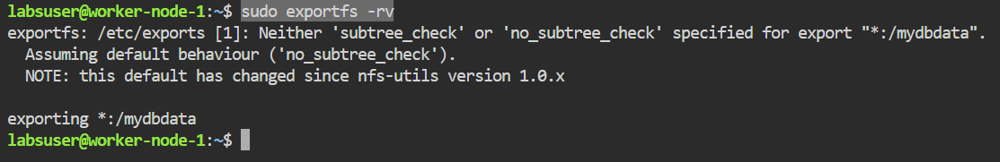 labsuser@worker-node-1:~$ sudo exportfs -rv
exportfs: /etc/exports [1]: Neither 'subtree_check' or 'no_subtree_check' specified for export "*:/mydbdata".
  Assuming default behaviour ('no_subtree_check').
  NOTE: this default has changed since nfs-utils version 1.0.x

exporting *:/mydbdata
labsuser@worker-node-1:~$